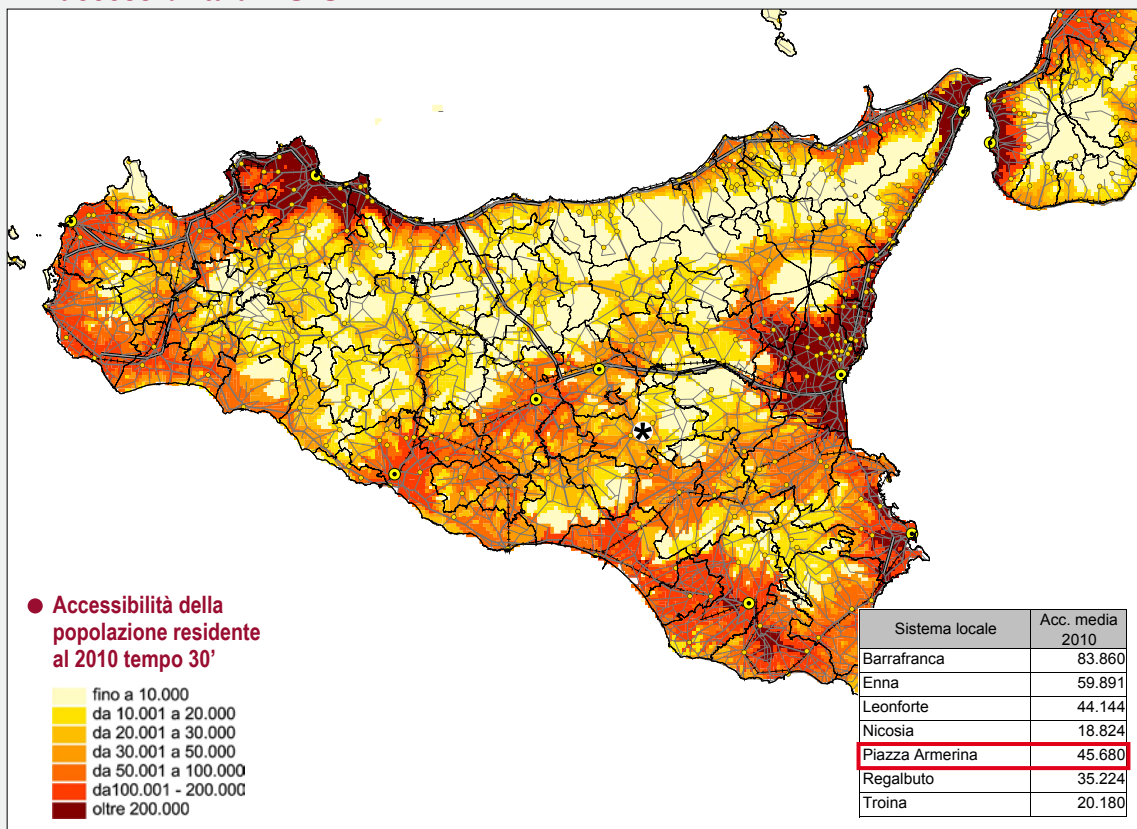 ● Accessibilità della
popolazione residente
al 2010 tempo 30’
fino a 10.000
da 10.001 a 20.000
da 20.001 a 30.000
da 30.001 a 50.000
da 50.001 a 100.000
da100.001 - 200.000
oltre 200.000
Sistema locale Acc. media 2010
Barrafranca 83.860
Enna 59.891
Leonforte 44.144
Nicosia 18.824
Piazza Armerina 45.680
Regalbuto 35.224
Troina 20.180